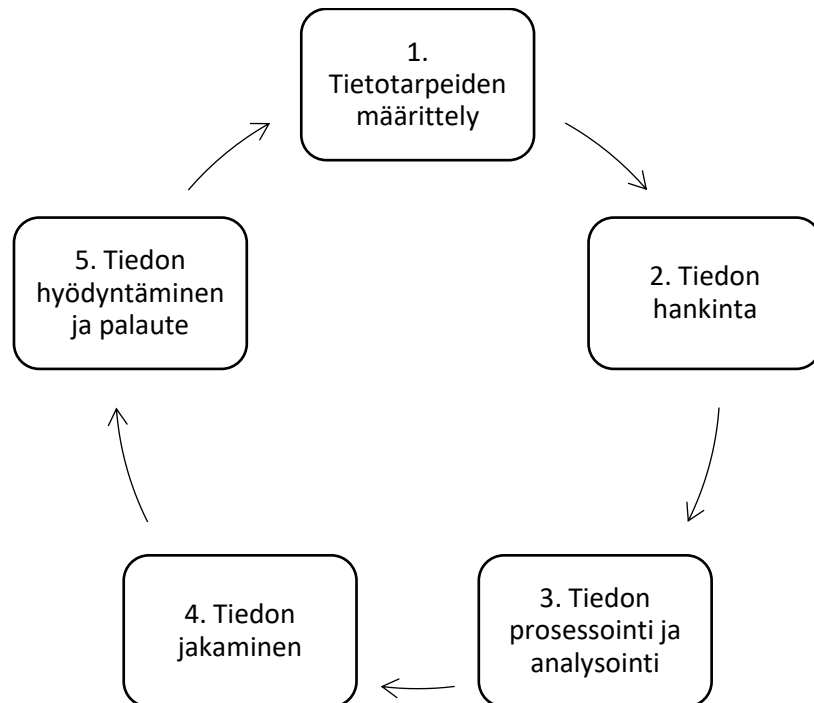 1.
Tietotarpeiden
määrittely
2. Tiedon
hankinta
3. Tiedon
prosessointi ja
analysointi
4. Tiedon
jakaminen
5. Tiedon
hyödyntäminen
ja palaute